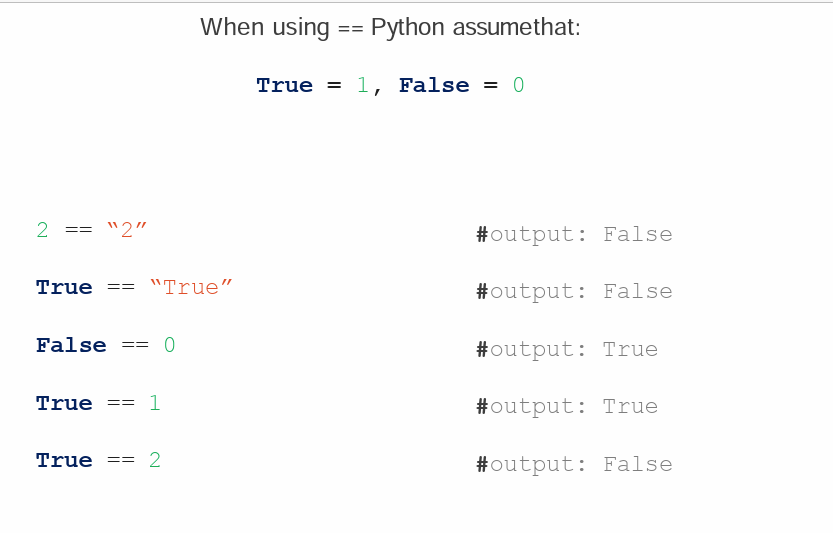 When using == Python assumethat:
True = 1, False = 0
2 == “2” #output: False
True == “True” #output: False
False == 0 #output: True
True == 1 #output: True
True == 2 #output: False